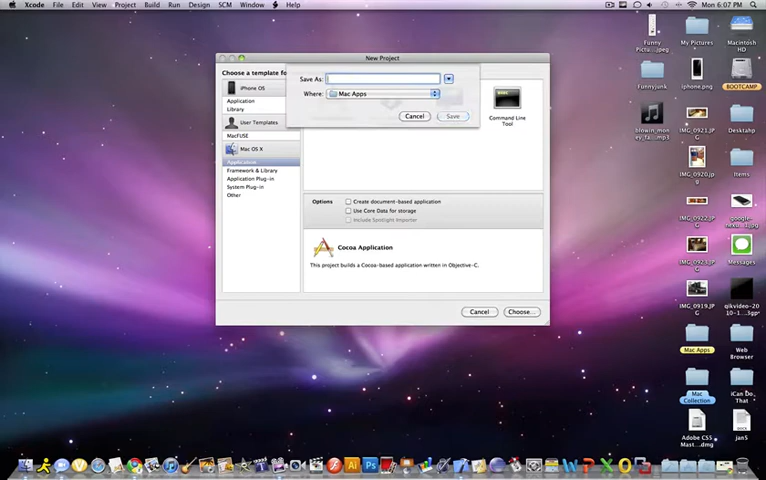 Xcode File Edit View Project Build Run Design SCM Window Help
Mon 6:07 PM
New Project
Choose a template fo
Save As:
Where: Mac Apps
Cancel Save
iPhone OS
Application
Library
User Templates
MacFUSE
Mac OS X
Application
Framework & Library
Application Plug-in
System Plug-in
Other
Command Line
Tool
Options
Create document-based application
Use Core Data for storage
Include Spotlight Importer
Cocoa Application
This project builds a Cocoa-based application written in Objective-C.
Cancel Choose...
Funny
Pictu...jpeg
My Pictures
Macintosh
HD
Funnyjunk
iphone.png
BOOTCAMP
blowin_mone
y_fa...mp3
IMG_0921.JP
G
Desktahp
IMG_0920.jp
g
Items
IMG_0922.JP
G
google-
nexu...1.jpg
IMG_0923.JP
G
Messages
IMG_0919.JP
G
qikvideo-20
10-1...3gp
Mac Apps
Web
Browser
Mac
Collection
iCan Do
That
Adobe CS5
Mast...dmg
jan5